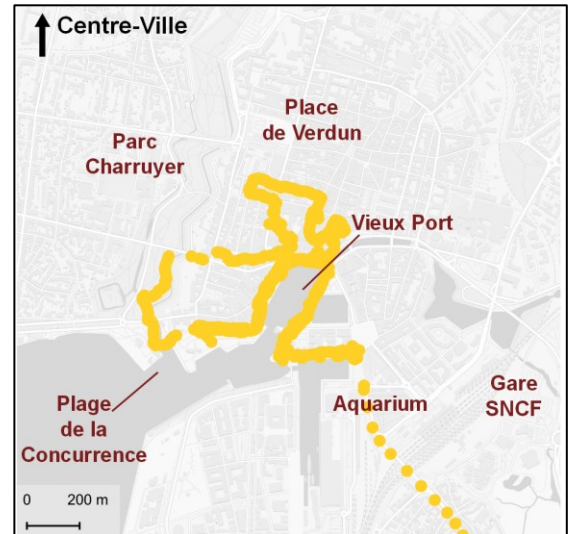 Centre-Ville
Place
de Verdun
Parc
Charruyer
Vieux Port
Plage
de la
Concurrence
Aquarium
Gare
SNCF
0 200 m